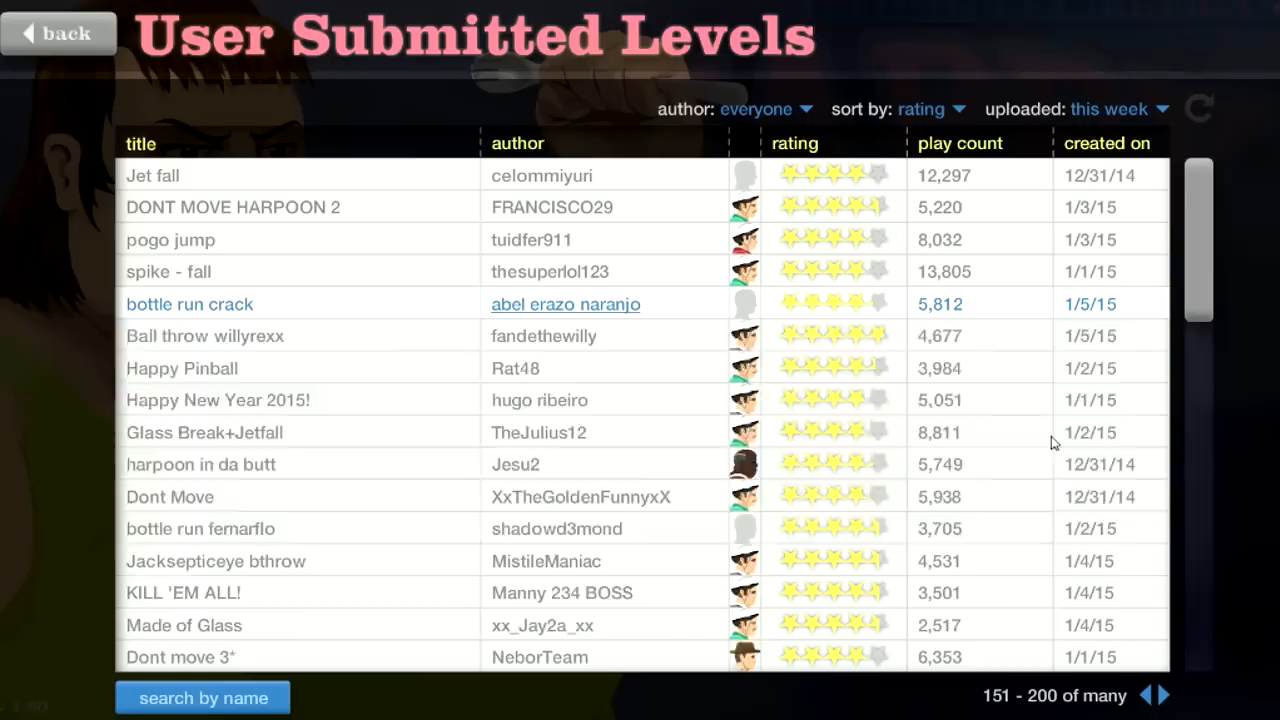 back
User Submitted Levels
author: everyone sort by: rating uploaded: this week
title author rating play count created on
Jet fall celommiyuri 12,297 12/31/14
DONT MOVE HARPOON 2 FRANCISCO29 5,220 1/3/15
pogo jump tuidfer911 8,032 1/3/15
spike - fall thesuperlol123 13,805 1/1/15
bottle run crack abel erazo naranjo 5,812 1/5/15
Ball throw willyrexx fandethewilly 4,677 1/5/15
Happy Pinball Rat48 3,984 1/2/15
Happy New Year 2015! hugo ribeiro 5,051 1/1/15
Glass Break+Jetfall TheJulius12 8,811 1/2/15
harpoon in da butt Jesu2 5,749 12/31/14
Dont Move XxTheGoldenFunnyxX 5,938 12/31/14
bottle run fernarflo shadowd3mond 3,705 1/2/15
Jacksepticeye bthrow MistileManiac 4,531 1/4/15
KILL 'EM ALL! Manny 234 BOSS 3,501 1/4/15
Made of Glass xx_Jay2a_xx 2,517 1/4/15
Dont move 3* NeborTeam 6,353 1/1/15
search by name 151 - 200 of many